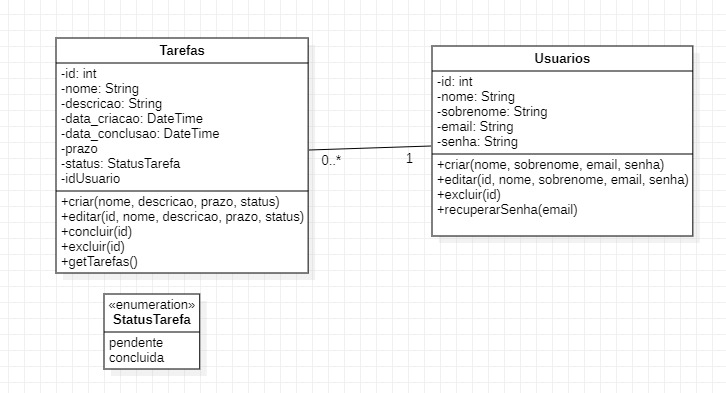 Tarefas
-id: int
-nome: String
-descricao: String
-data_criacao: DateTime
-data_conclusao: DateTime
-prazo
-status: StatusTarefa
-idUsuario
+criar(nome, descricao, prazo, status)
+editar(id, nome, descricao, prazo, status)
+concluir(id)
+excluir(id)
+getTarefas()
0..*
1
Usuarios
-id: int
-nome: String
-sobrenome: String
-email: String
-senha: String
+criar(nome, sobrenome, email, senha)
+editar(id, nome, sobrenome, email, senha)
+excluir(id)
+recuperarSenha(email)
«enumeration»
StatusTarefa
pendente
concluida